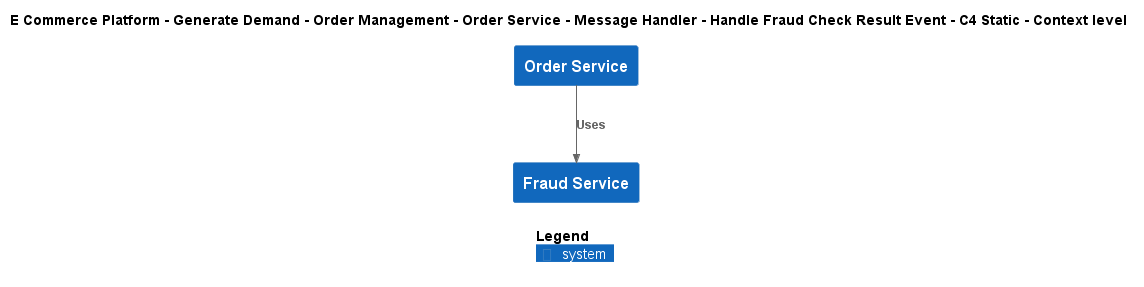 E Commerce Platform - Generate Demand - Order Management - Order Service - Message Handler - Handle Fraud Check Result Event - C4 Static - Context level
Order Service
Uses
Fraud Service
Legend
system